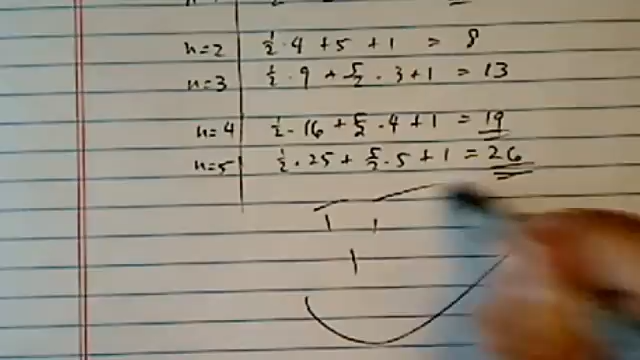 n=2 ½·4 +5 +1 = 8
n=3 ½·9 + 5/2·3+1 = 13
n=4 ½·16 + 5/2·4 + 1 = 19
n=5 ½·25 + 5/2·5 + 1 = 26